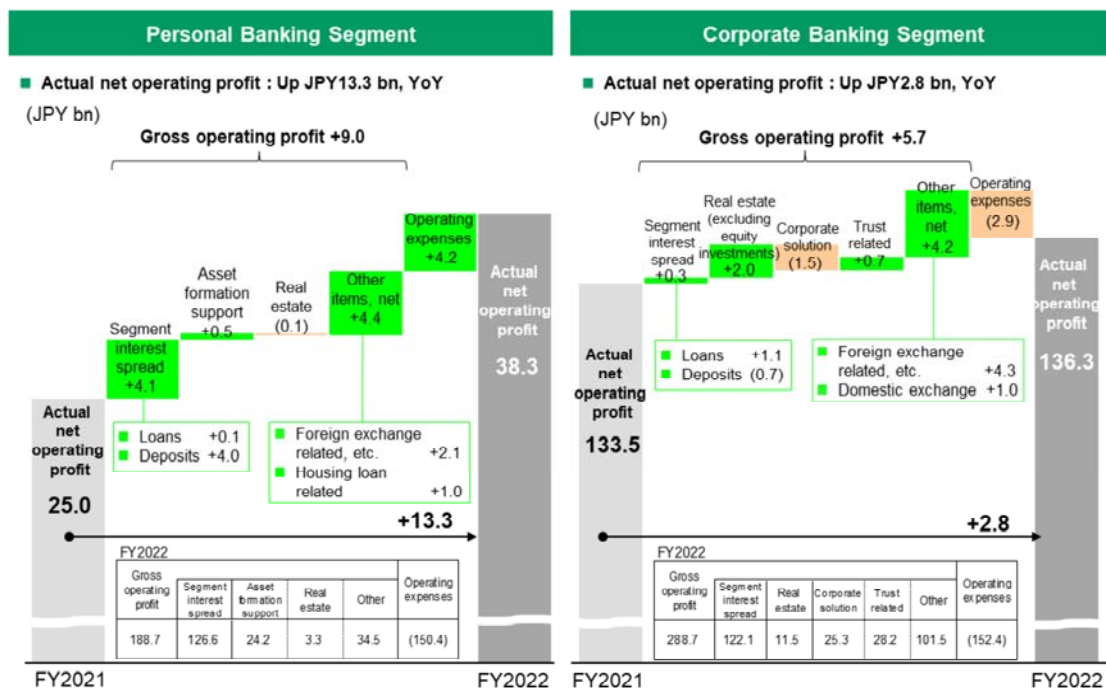 Personal Banking Segment
Actual net operating profit : Up JPY13.3 bn, YoY
(JPY bn)
Gross operating profit +9.0
Actual
net
operating
profit
25.0
Segment
interest
spread
+4.1
Asset
formation
support
+0.5
Real
estate
(0.1)
Other
items, net
+4.4
Operating
expenses
+4.2
Actual
net
operating
profit
38.3
Loans +0.1
Deposits +4.0
Foreign exchange
related, etc. +2.1
Housing loan
related +1.0
+13.3
FY2022
Gross
operating
profit
Segment
interest
spread
Asset
formation
support
Real
estate
Other
Operating
expenses
188.7 126.6 24.2 3.3 34.5 (150.4)
FY2021
FY2022
Corporate Banking Segment
Actual net operating profit : Up JPY2.8 bn, YoY
(JPY bn)
Gross operating profit +5.7
Actual
net
operating
profit
133.5
Segment
interest
spread
+0.3
Real estate
(excluding
equity
investments)
+2.0
Corporate
solution
(1.5)
Trust
related
+0.7
Other
items,
net
+4.2
Operating
expenses
(2.9)
Actual
net
operating
profit
136.3
Loans +1.1
Deposits (0.7)
Foreign exchange
related, etc. +4.3
Domestic exchange +1.0
+2.8
FY2022
Gross
operating
profit
Segment
interest
spread
Real
estate
Corporate
solution
Trust
related
Other
Operating
expenses
288.7 122.1 11.5 25.3 28.2 101.5 (152.4)
FY2021
FY2022